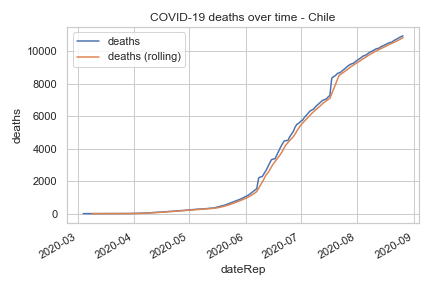 COVID-19 deaths over time - Chile
deaths
deaths (rolling)
10000
8000
6000
4000
2000
0
deaths
2020-03
2020-04
2020-05
2020-06
2020-07
2020-08
2020-09
dateRep